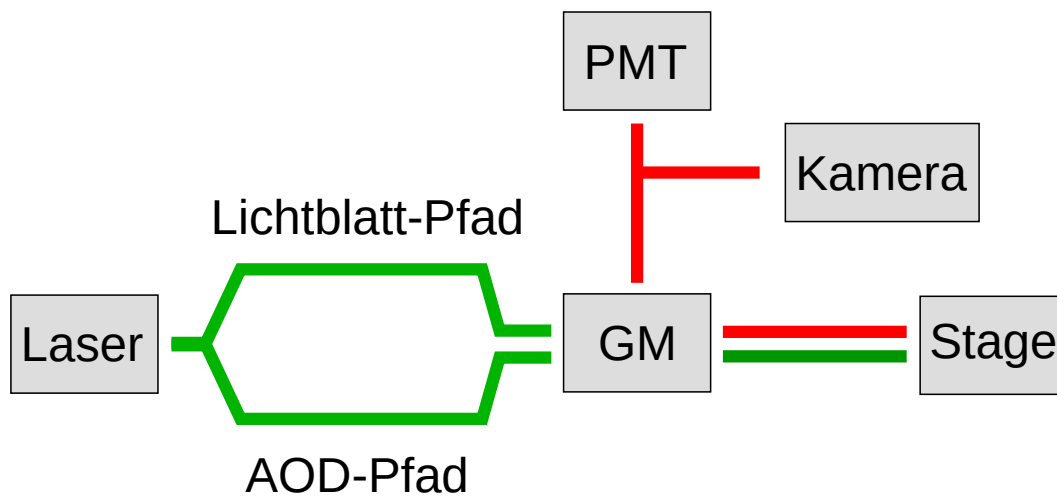 PMT
Kamera
Lichtblatt-Pfad
Laser
GM
Stage
AOD-Pfad